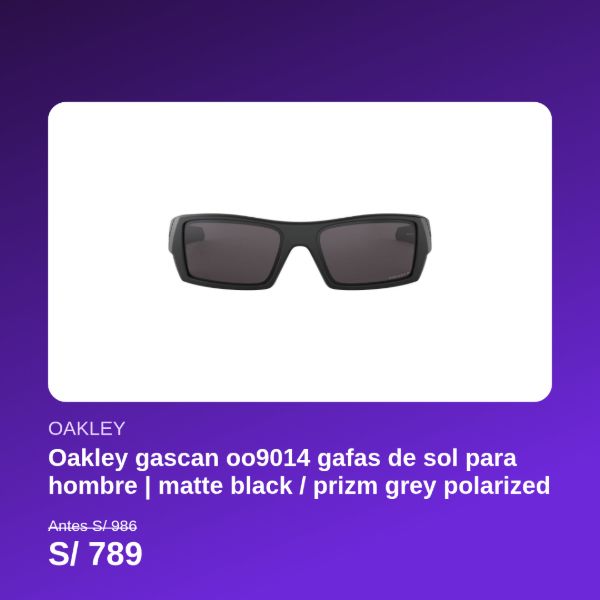 OAKLEY
Oakley gascan oo9014 gafas de sol para
hombre | matte black / prizm grey polarized
Antes S/ 986
S/ 789